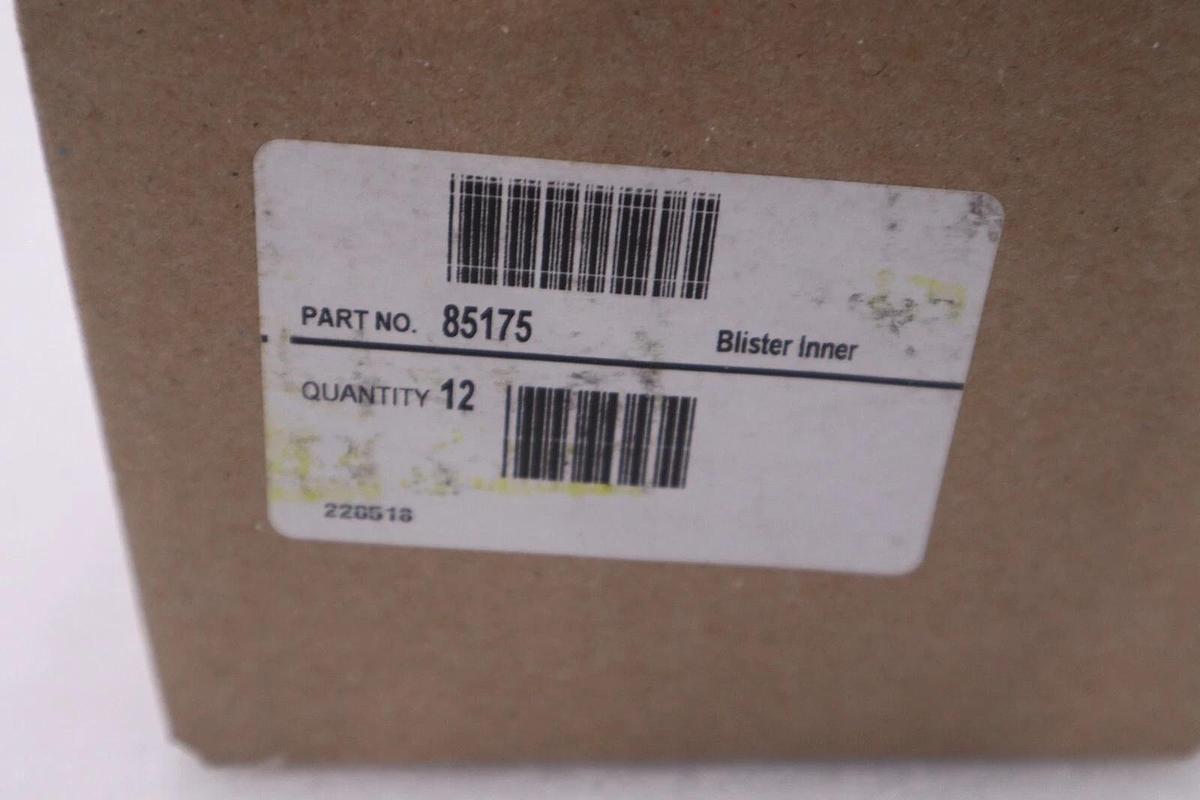 PART NO. 85175
Blister Inner
QUANTITY 12
220518